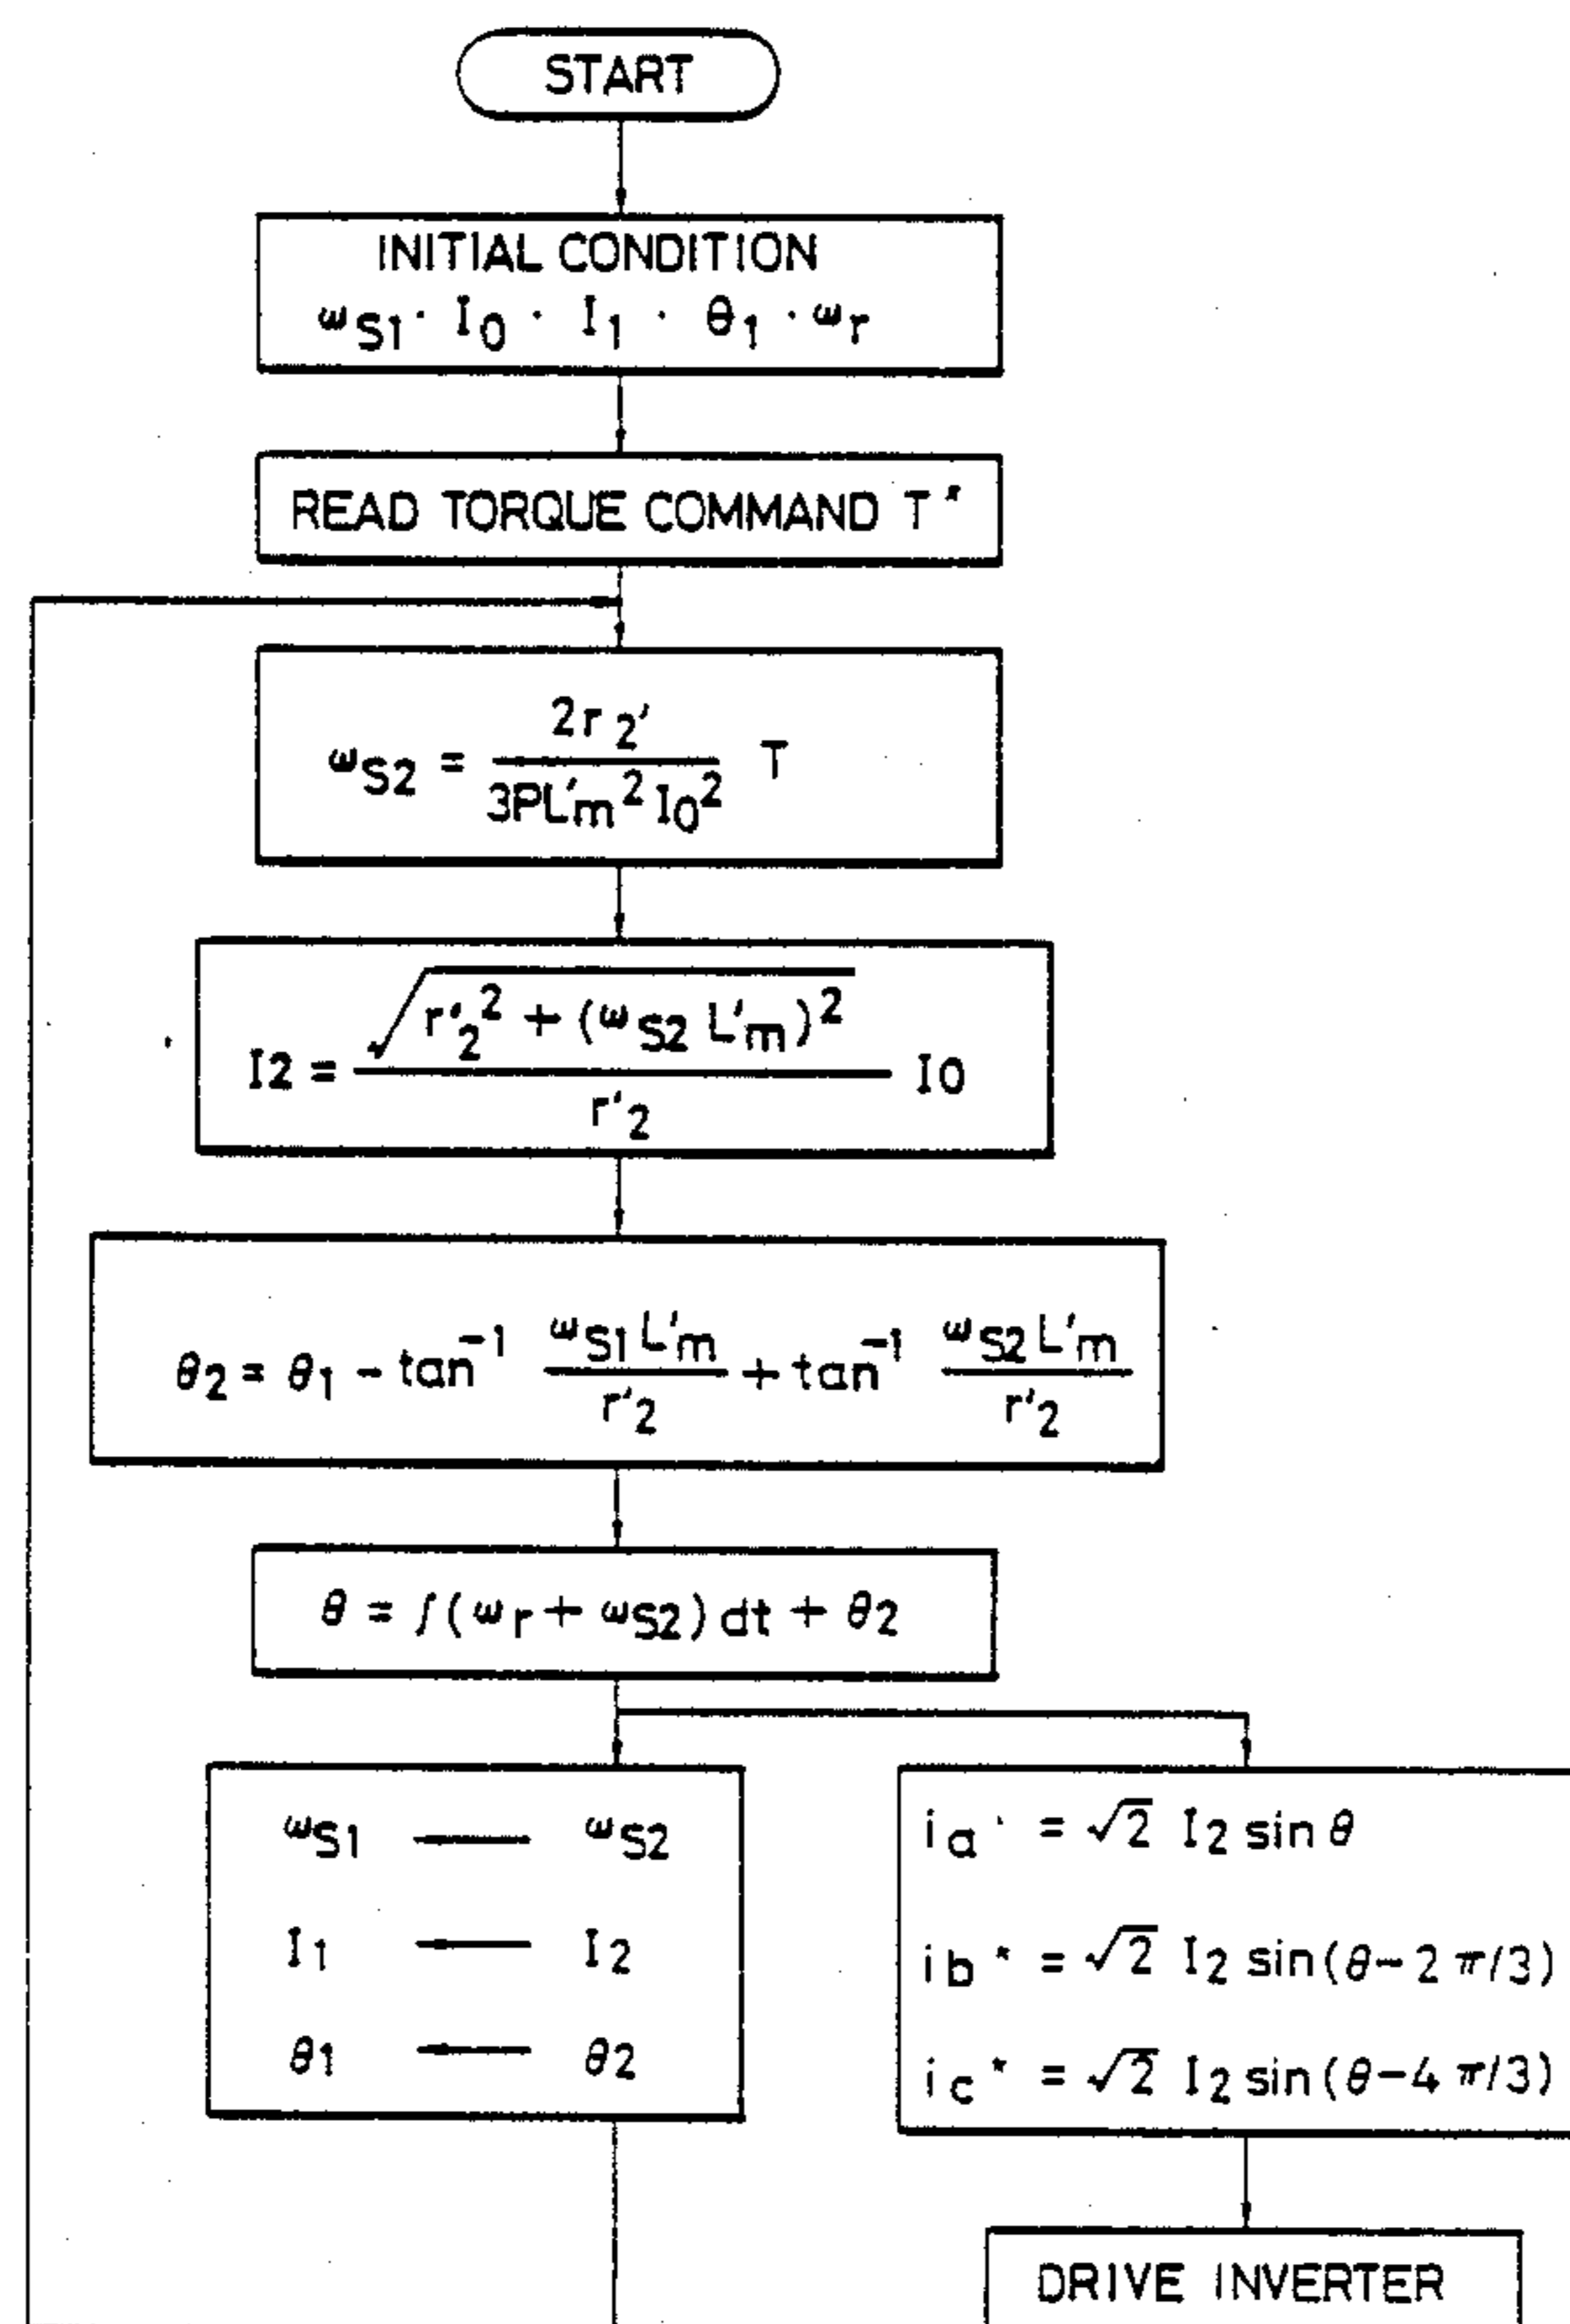 START
INITIAL CONDITION
ωS1 · I0 · I1 · θ1 · ωr
READ TORQUE COMMAND T*
ωS2 = 2r2' / 3PL'm² I0² T
I2 = √(r'2² + (ωS2 L'm)²) / r'2 I0
θ2 = θ1 − tan⁻¹ ωS1 L'm / r'2 + tan⁻¹ ωS2 L'm / r'2
θ = ∫(ωr + ωS2) dt + θ2
ωS1 ← ωS2
I1 ← I2
θ1 ← θ2
ia* = √2 I2 sin θ
ib* = √2 I2 sin(θ−2 π/3)
ic* = √2 I2 sin(θ−4 π/3)
DRIVE INVERTER